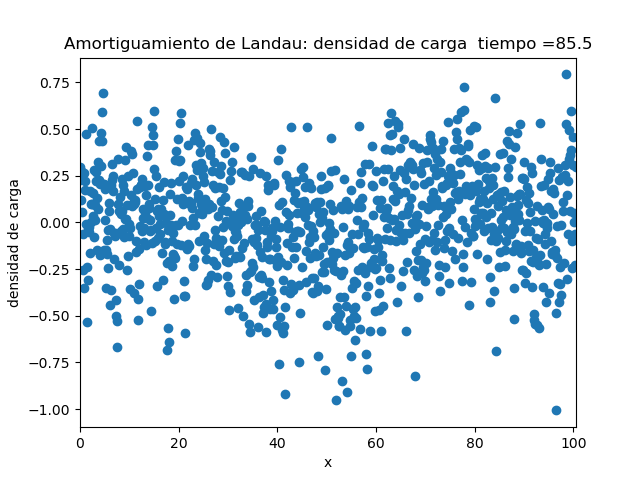 Amortiguamiento de Landau: densidad de carga  tiempo =85.5
densidad de carga
0.75
0.50
0.25
0.00
−0.25
−0.50
−0.75
−1.00
0 20 40 60 80 100
x